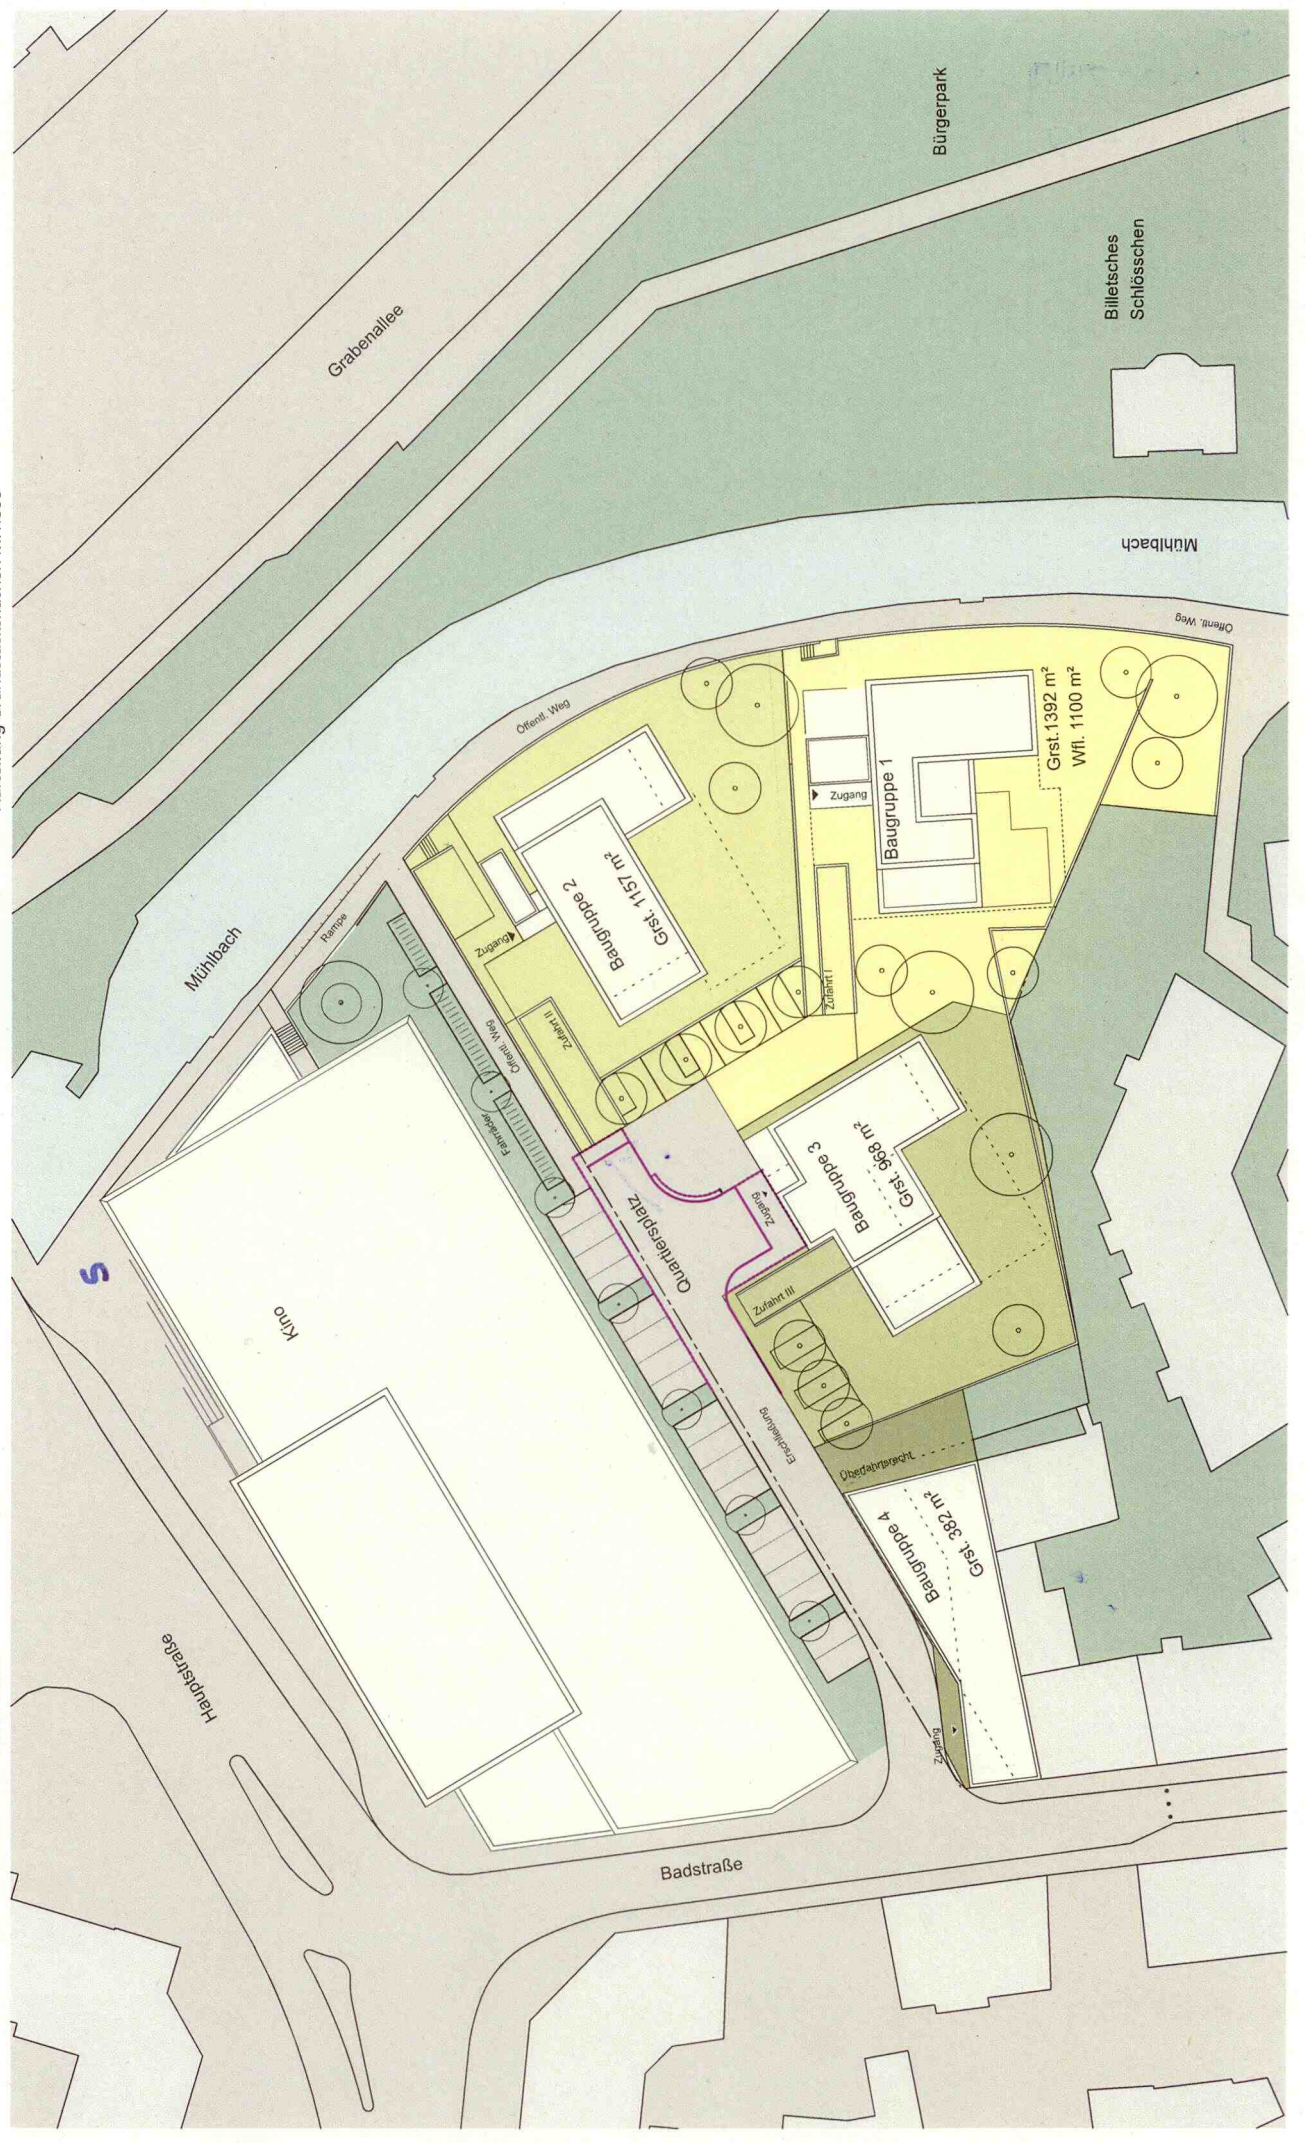 Grabenallee
Bürgerpark
Billetsches
Schlösschen
Mühlbach
Öffentl. Weg
Öffentl. Weg
Mühlbach
Rampe
Grst. 1392 m²
Wfl. 1100 m²
Baugruppe 1
Zugang
Zufahrt I
Baugruppe 2
Grst. 1157 m²
Zugang
Zufahrt II
Öffentl. Weg
Fahrräder
Quartiersplatz
Baugruppe 3
Grst. 968 m²
Zugang
Zufahrt III
Kino
S
Erschließung
Überfahrtsrecht
Baugruppe 4
Grst. 382 m²
Zugang
Hauptstraße
Badstraße